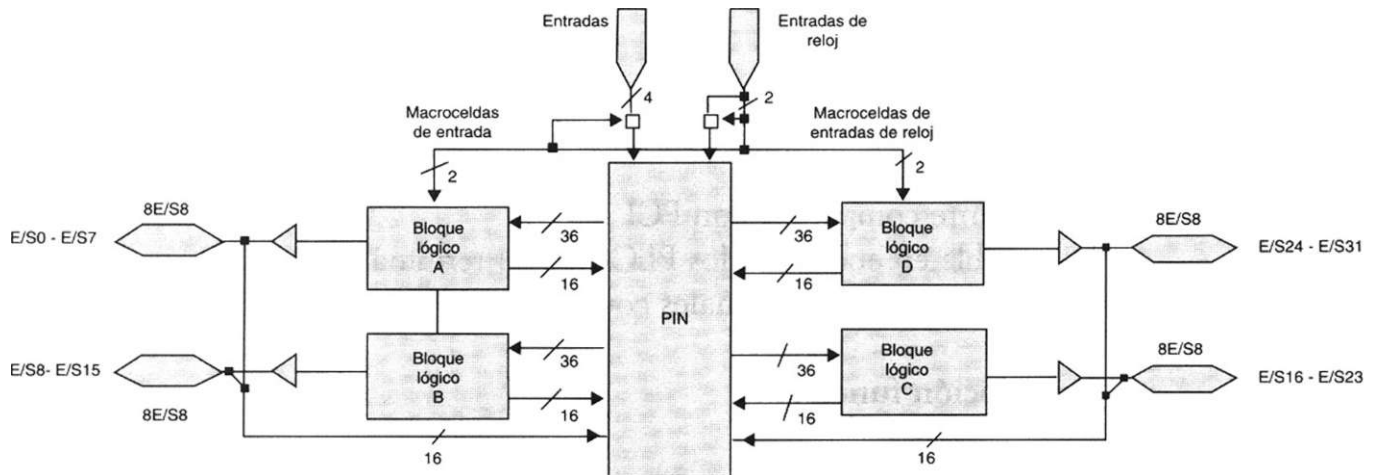 Entradas
Entradas de
reloj
4
2
Macroceldas
de entrada
Macroceldas de
entradas de reloj
2
2
8E/S8
E/S0 - E/S7
Bloque
lógico
A
36
16
PIN
36
16
Bloque
lógico
D
8E/S8
E/S24 - E/S31
E/S8- E/S15
8E/S8
Bloque
lógico
B
36
16
36
16
Bloque
lógico
C
8E/S8
E/S16 - E/S23
16
16